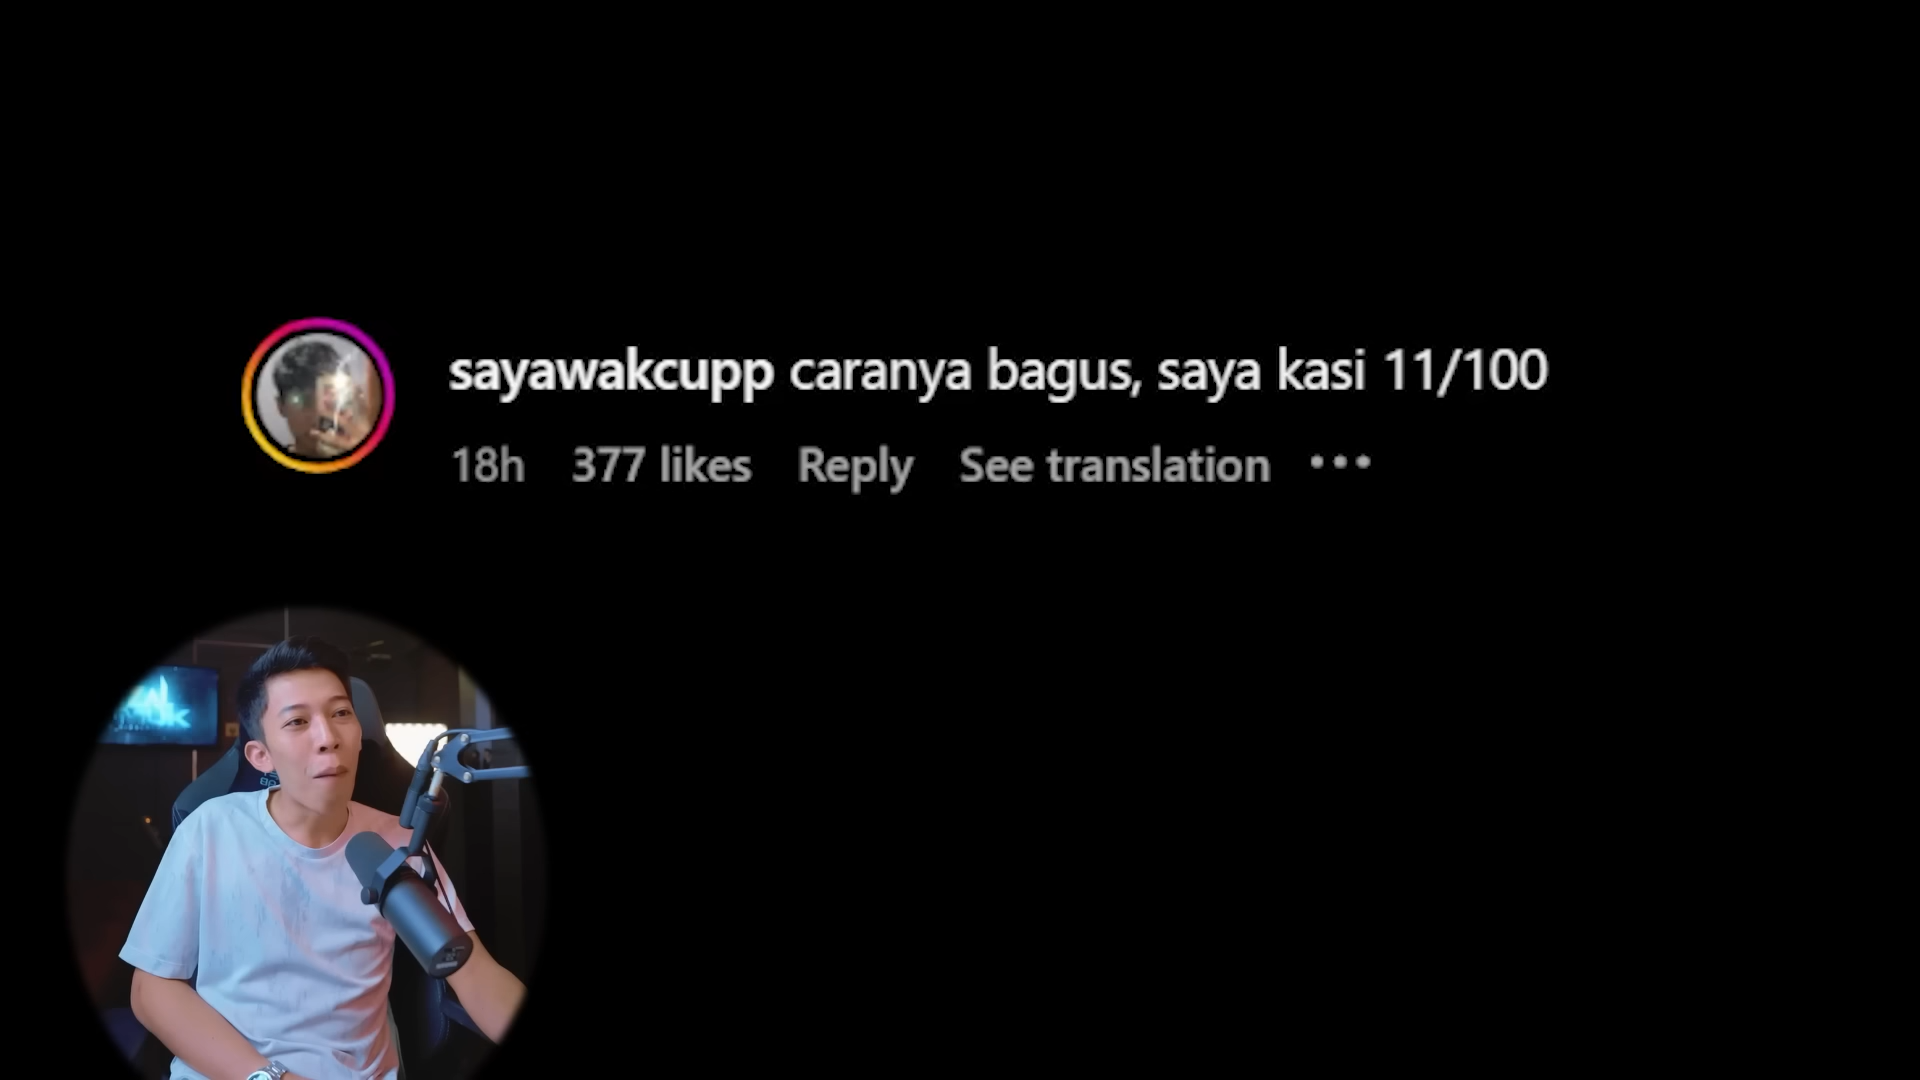 sayawakcupp caranya bagus, saya kasi 11/100
18h 377 likes Reply See translation •••